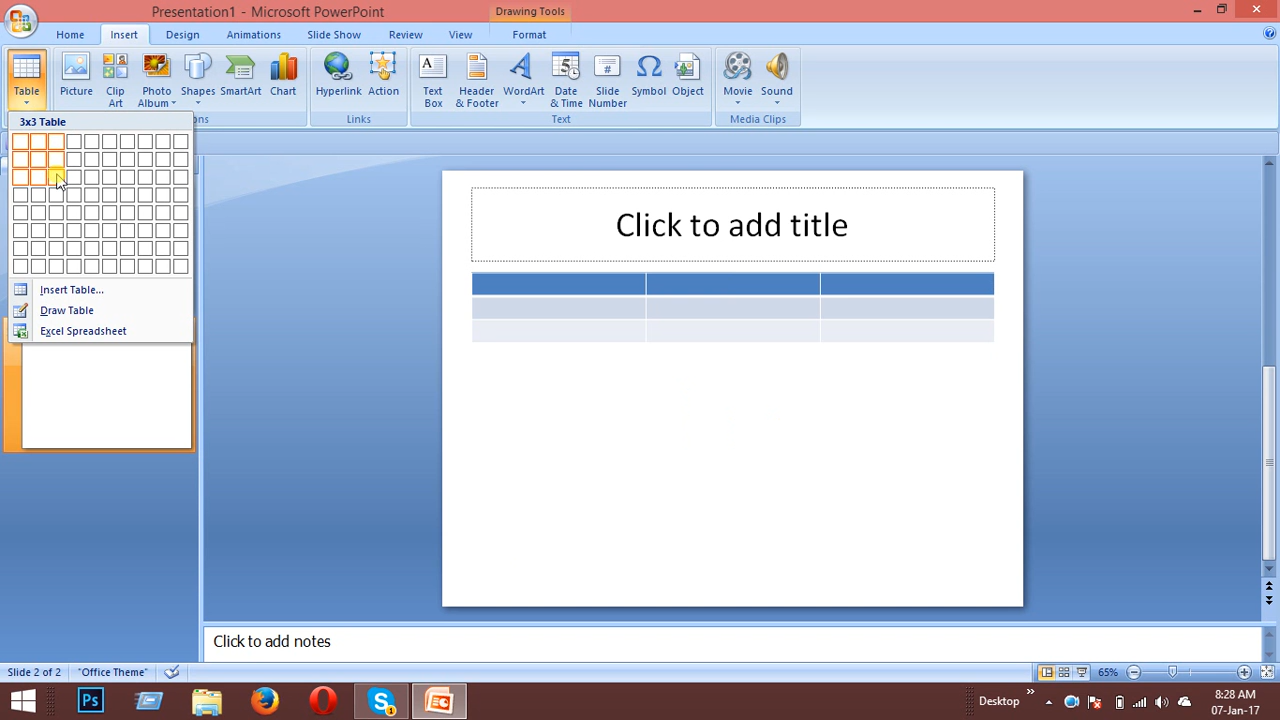 Presentation1 - Microsoft PowerPoint
Drawing Tools
Home Insert Design Animations Slide Show Review View Format
Table Picture Clip Art Photo Album Shapes SmartArt Chart Hyperlink Action Text Box Header & Footer WordArt Date & Time Slide Number Symbol Object Movie Sound
ons Links Text Media Clips
3x3 Table
Insert Table...
Draw Table
Excel Spreadsheet
Click to add title
Click to add notes
Slide 2 of 2 "Office Theme" 65%
Ps S 1 Desktop 8:28 AM
07-Jan-17